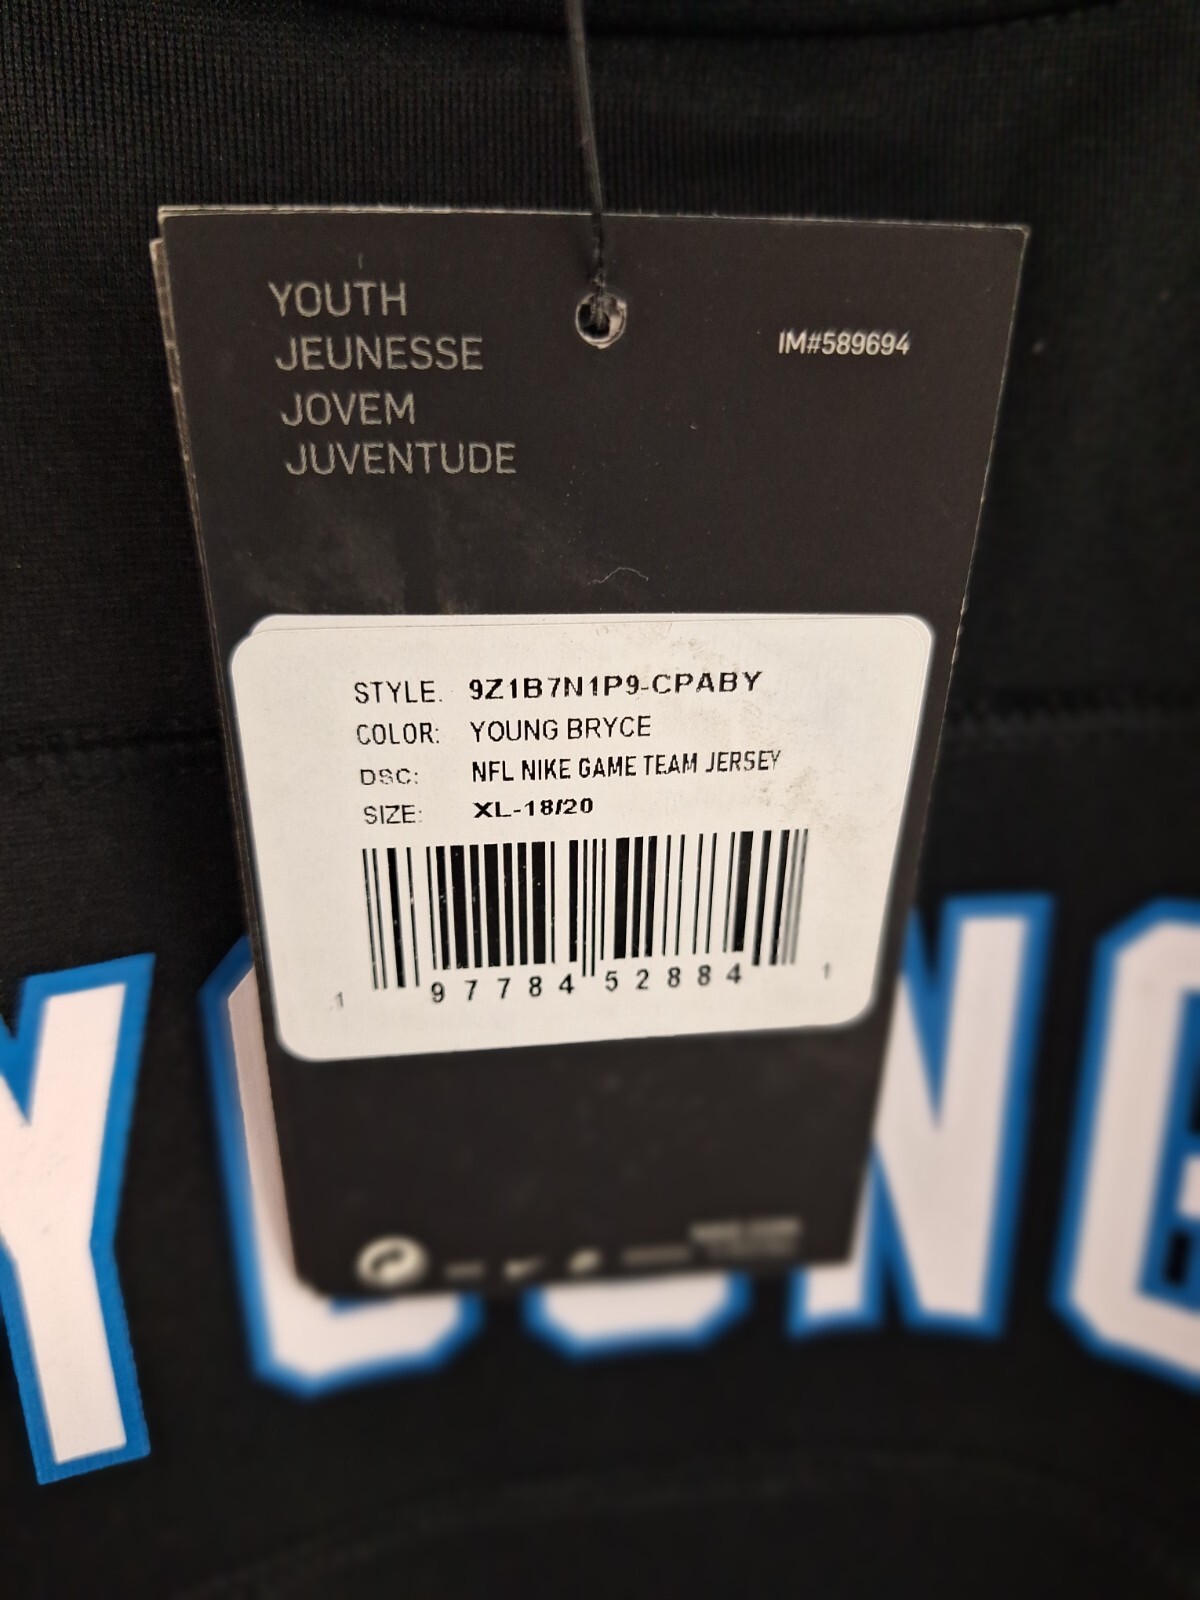 YOUTH
JEUNESSE
JOVEM
JUVENTUDE
IM#589694
STYLE. 9Z1B7N1P9-CPABY
COLOR: YOUNG BRYCE
DSC: NFL NIKE GAME TEAM JERSEY
SIZE: XL-18/20
1 97784 52884 1
YOUNG